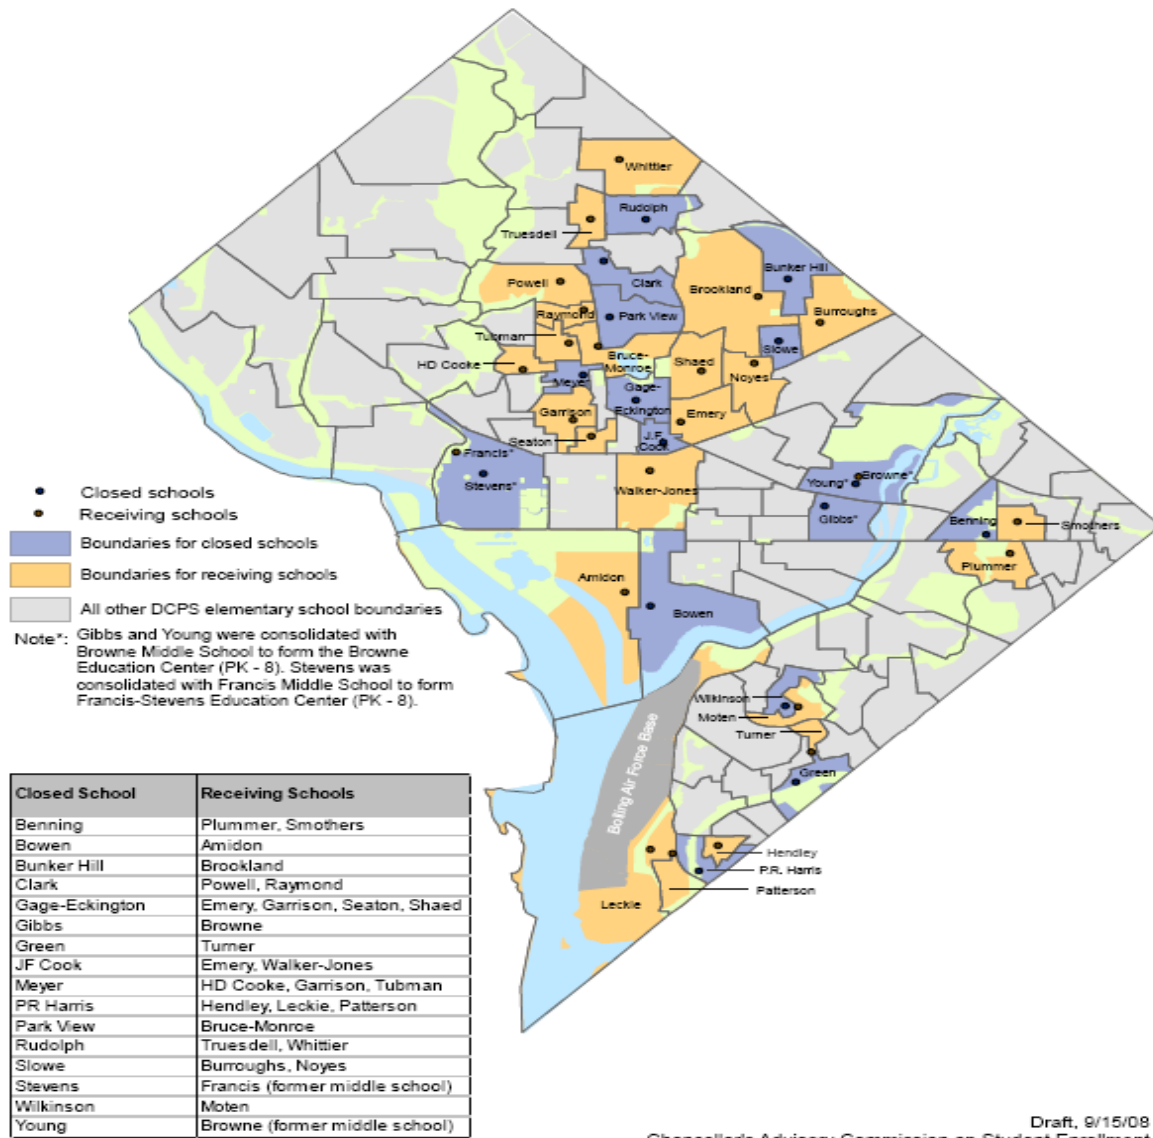 Whittier
Rudolph
Truesdell
Bunker Hill
Clark
Powell
Brookland
Raymond
Park View
Burroughs
Tubman
Slowe
HD Cooke
Bruce-
Monroe
Shaed
Noyes
Meyer
Gage-
Eckington
Garrison
Emery
Seaton
J.F.
Cook
Francis*
Stevens*
Walker-Jones
Young*
Browne*
Gibbs*
Benning
Smothers
Plummer
Amidon
Bowen
Wilkinson
Moten
Turner
Green
Bolling Air Force Base
Hendley
P.R. Harris
Patterson
Leckie
Closed schools
Receiving schools
Boundaries for closed schools
Boundaries for receiving schools
All other DCPS elementary school boundaries
Note*: Gibbs and Young were consolidated with
Browne Middle School to form the Browne
Education Center (PK - 8). Stevens was
consolidated with Francis Middle School to form
Francis-Stevens Education Center (PK - 8).
Closed School Receiving Schools
Benning Plummer, Smothers
Bowen Amidon
Bunker Hill Brookland
Clark Powell, Raymond
Gage-Eckington Emery, Garrison, Seaton, Shaed
Gibbs Browne
Green Turner
JF Cook Emery, Walker-Jones
Meyer HD Cooke, Garrison, Tubman
PR Harris Hendley, Leckie, Patterson
Park View Bruce-Monroe
Rudolph Truesdell, Whittier
Slowe Burroughs, Noyes
Stevens Francis (former middle school)
Wilkinson Moten
Young Browne (former middle school)
Draft, 9/15/08
Chancellor's Advisory Commission on Student Enrollment